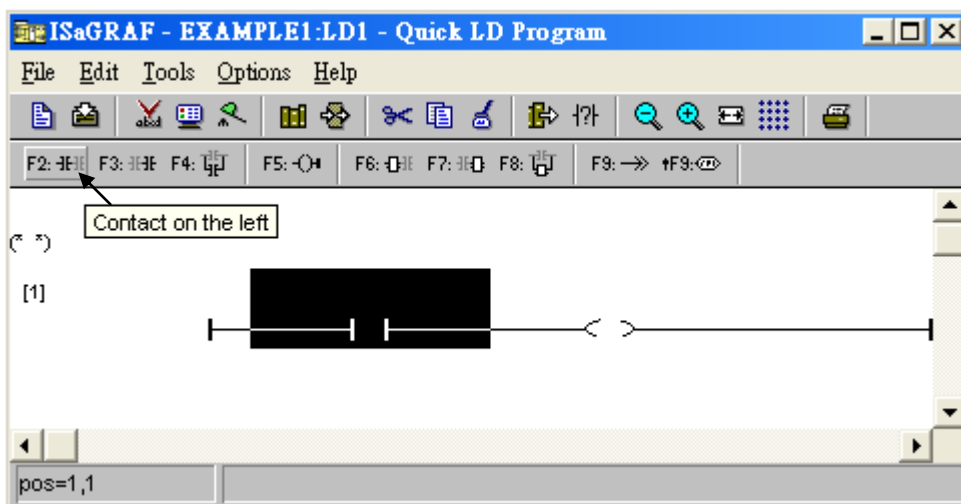 ISaGRAF - EXAMPLE1:LD1 - Quick LD Program
File Edit Tools Options Help
F2: F3: F4: F5: F6: F7: F8: F9: ↑F9:
Contact on the left
(* *)
[1]
pos=1,1